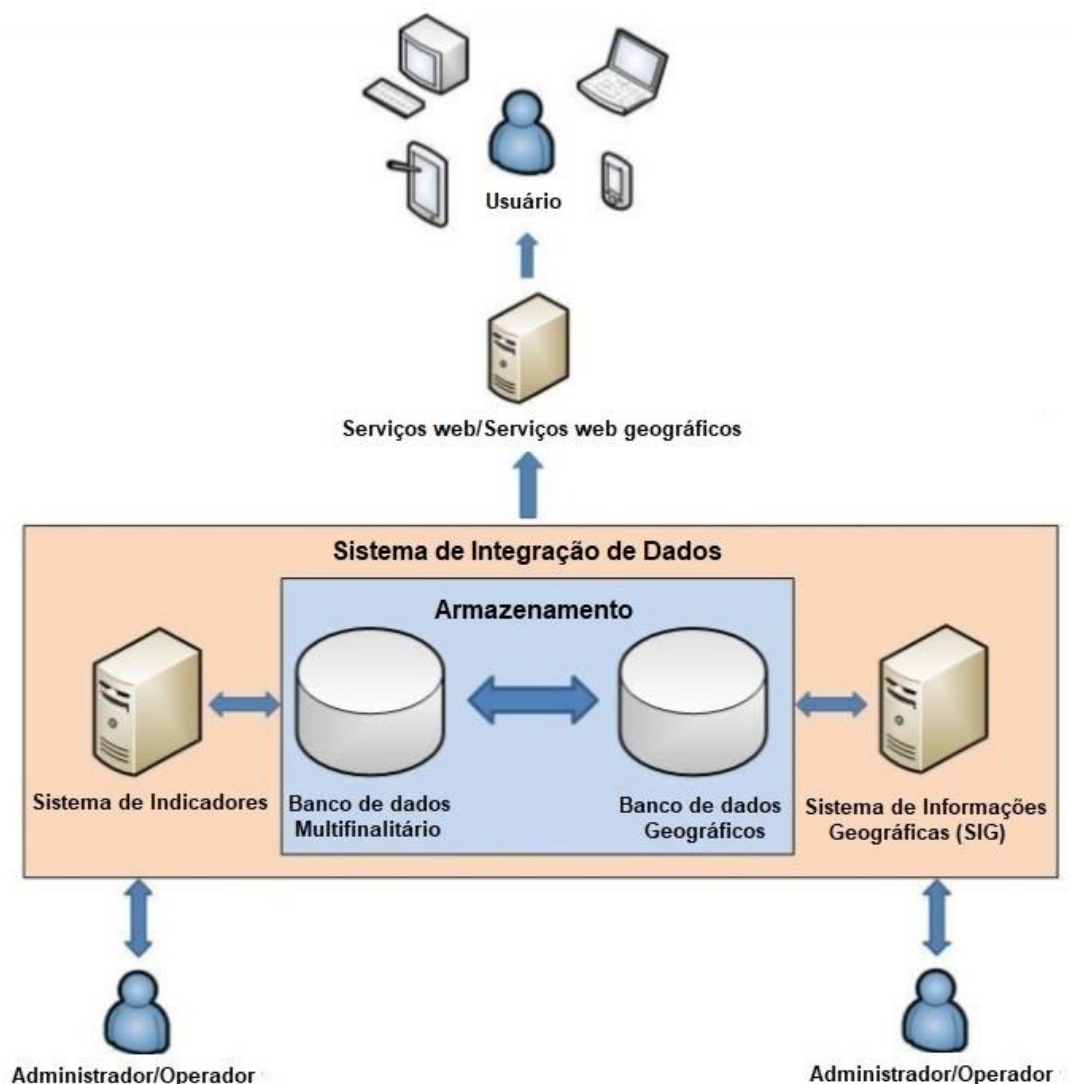 Usuário
Serviços web/Serviços web geográficos
Sistema de Integração de Dados
Armazenamento
Sistema de Indicadores
Banco de dados
Multifinalitário
Banco de dados
Geográficos
Sistema de Informações
Geográficas (SIG)
Administrador/Operador
Administrador/Operador